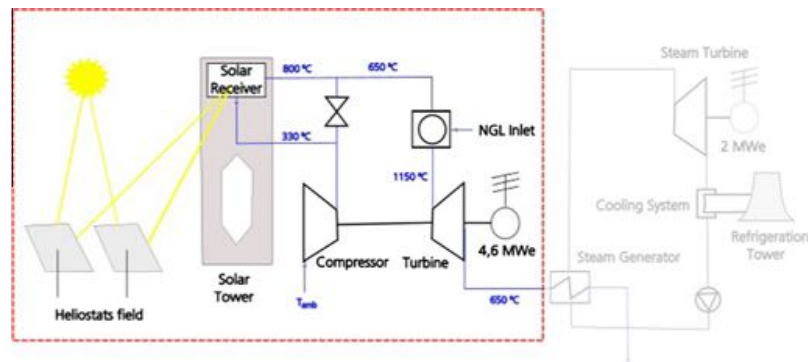 Solar
Receiver
800 ºC
650 ºC
330 ºC
NGL Inlet
1150 ºC
Compressor
Turbine
4,6 MWe
Tamb
650 ºC
Solar
Tower
Heliostats field
Steam Turbine
2 MWe
Cooling System
Refrigeration
Tower
Steam Generator